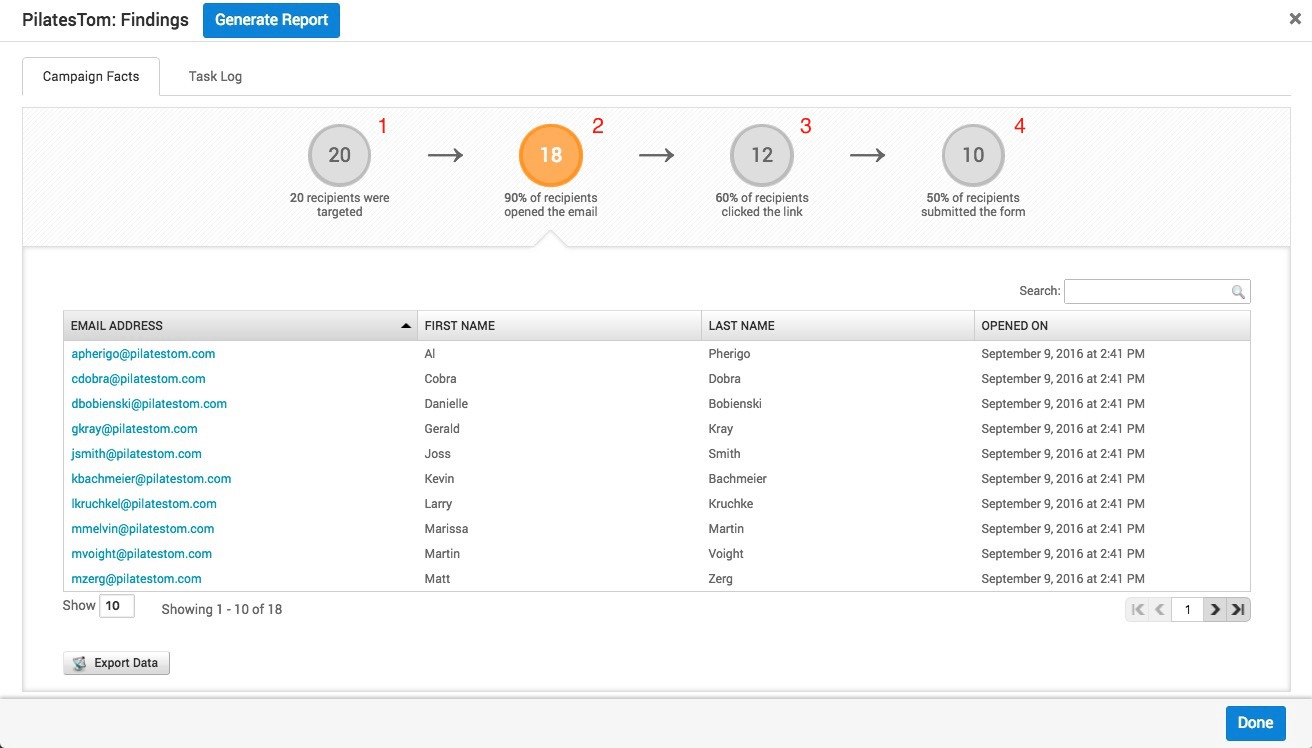 PilatesTom: Findings Generate Report
Campaign Facts Task Log
1 2 3 4
20 18 12 10
20 recipients were targeted
90% of recipients opened the email
60% of recipients clicked the link
50% of recipients submitted the form
Search:
EMAIL ADDRESS FIRST NAME LAST NAME OPENED ON
apherigo@pilatestom.com Al Pherigo September 9, 2016 at 2:41 PM
cdobra@pilatestom.com Cobra Dobra September 9, 2016 at 2:41 PM
dbobienski@pilatestom.com Danielle Bobienski September 9, 2016 at 2:41 PM
gkray@pilatestom.com Gerald Kray September 9, 2016 at 2:41 PM
jsmith@pilatestom.com Joss Smith September 9, 2016 at 2:41 PM
kbachmeier@pilatestom.com Kevin Bachmeier September 9, 2016 at 2:41 PM
lkruchkel@pilatestom.com Larry Kruchke September 9, 2016 at 2:41 PM
mmelvin@pilatestom.com Marissa Martin September 9, 2016 at 2:41 PM
mvoight@pilatestom.com Martin Voight September 9, 2016 at 2:41 PM
mzerg@pilatestom.com Matt Zerg September 9, 2016 at 2:41 PM
Show 10 Showing 1 - 10 of 18 1
Export Data
Done